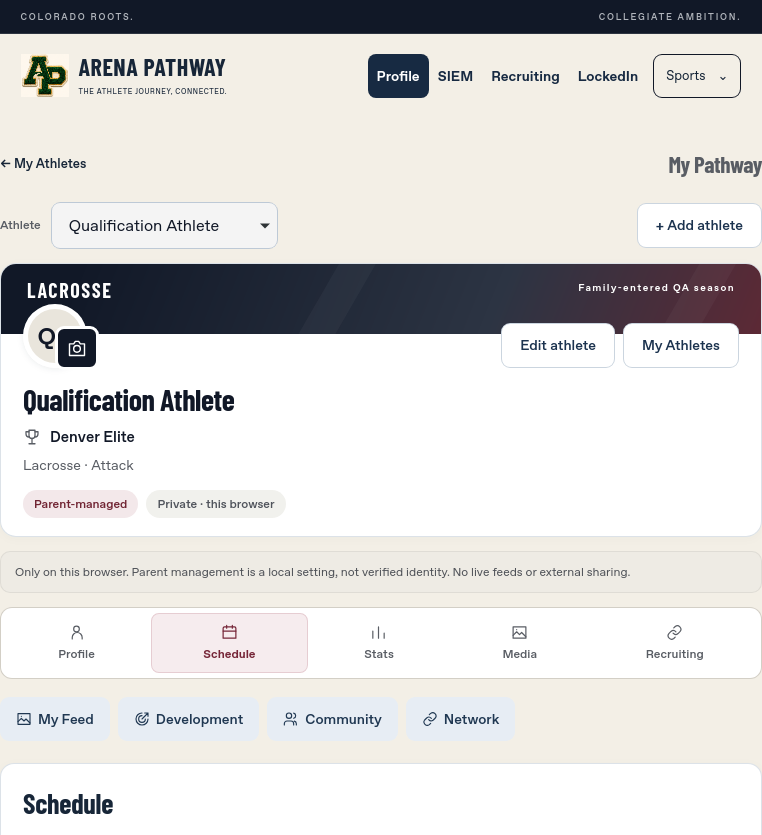 COLORADO ROOTS.
COLLEGIATE AMBITION.
AP
ARENA PATHWAY
THE ATHLETE JOURNEY, CONNECTED.
Profile
SIEM
Recruiting
LockedIn
Sports
← My Athletes
My Pathway
Athlete
Qualification Athlete
+ Add athlete
LACROSSE
Family-entered QA season
Q
Edit athlete
My Athletes
Qualification Athlete
Denver Elite
Lacrosse · Attack
Parent-managed
Private · this browser
Only on this browser. Parent management is a local setting, not verified identity. No live feeds or external sharing.
Profile
Schedule
Stats
Media
Recruiting
My Feed
Development
Community
Network
Schedule